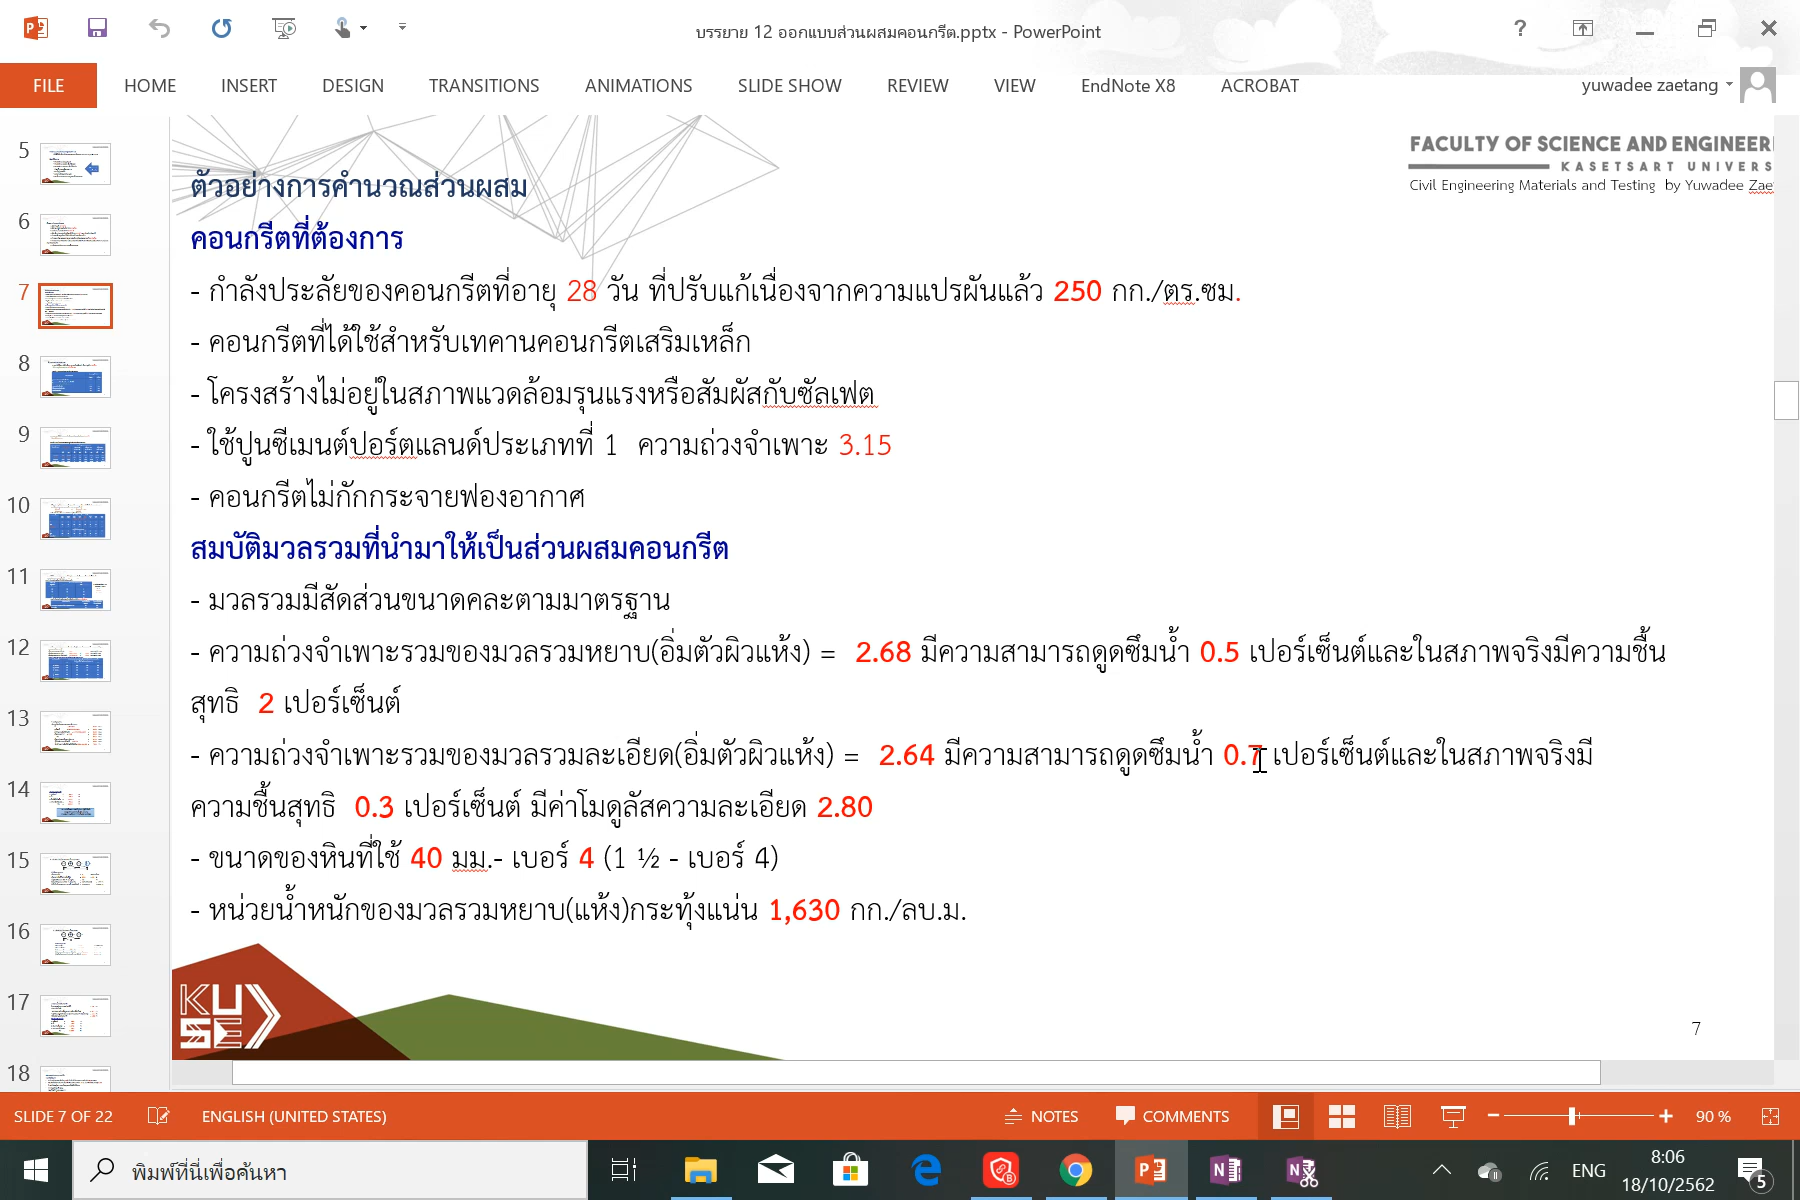 บรรยาย 12 ออกแบบส่วนผสมคอนกรีต.pptx - PowerPoint
?
FILE HOME INSERT DESIGN TRANSITIONS ANIMATIONS SLIDE SHOW REVIEW VIEW EndNote X8 ACROBAT
yuwadee zaetang
5
6
7
8
9
10
11
12
13
14
15
16
17
18
FACULTY OF SCIENCE AND ENGINEERI
KASETSART UNIVERS
Civil Engineering Materials and Testing by Yuwadee Zae
ตัวอย่างการคำนวณส่วนผสม
คอนกรีตที่ต้องการ
- กำลังประลัยของคอนกรีตที่อายุ 28 วัน ที่ปรับแก้เนื่องจากความแปรผันแล้ว 250 กก./ตร.ซม.
- คอนกรีตที่ได้ใช้สำหรับเทคานคอนกรีตเสริมเหล็ก
- โครงสร้างไม่อยู่ในสภาพแวดล้อมรุนแรงหรือสัมผัสกับซัลเฟต
- ใช้ปูนซีเมนต์ปอร์ตแลนด์ประเภทที่ 1 ความถ่วงจำเพาะ 3.15
- คอนกรีตไม่กักกระจายฟองอากาศ
สมบัติมวลรวมที่นำมาให้เป็นส่วนผสมคอนกรีต
- มวลรวมมีสัดส่วนขนาดคละตามมาตรฐาน
- ความถ่วงจำเพาะรวมของมวลรวมหยาบ(อิ่มตัวผิวแห้ง) = 2.68 มีความสามารถดูดซึมน้ำ 0.5 เปอร์เซ็นต์และในสภาพจริงมีความชื้น
สุทธิ 2 เปอร์เซ็นต์
- ความถ่วงจำเพาะรวมของมวลรวมละเอียด(อิ่มตัวผิวแห้ง) = 2.64 มีความสามารถดูดซึมน้ำ 0.7 เปอร์เซ็นต์และในสภาพจริงมี
ความชื้นสุทธิ 0.3 เปอร์เซ็นต์ มีค่าโมดูลัสความละเอียด 2.80
- ขนาดของหินที่ใช้ 40 มม.- เบอร์ 4 (1 ½ - เบอร์ 4)
- หน่วยน้ำหนักของมวลรวมหยาบ(แห้ง)กระทุ้งแน่น 1,630 กก./ลบ.ม.
KU
SE
7
SLIDE 7 OF 22 ENGLISH (UNITED STATES) NOTES COMMENTS 90 %
พิมพ์ที่นี่เพื่อค้นหา
ENG
8:06
18/10/2562
5